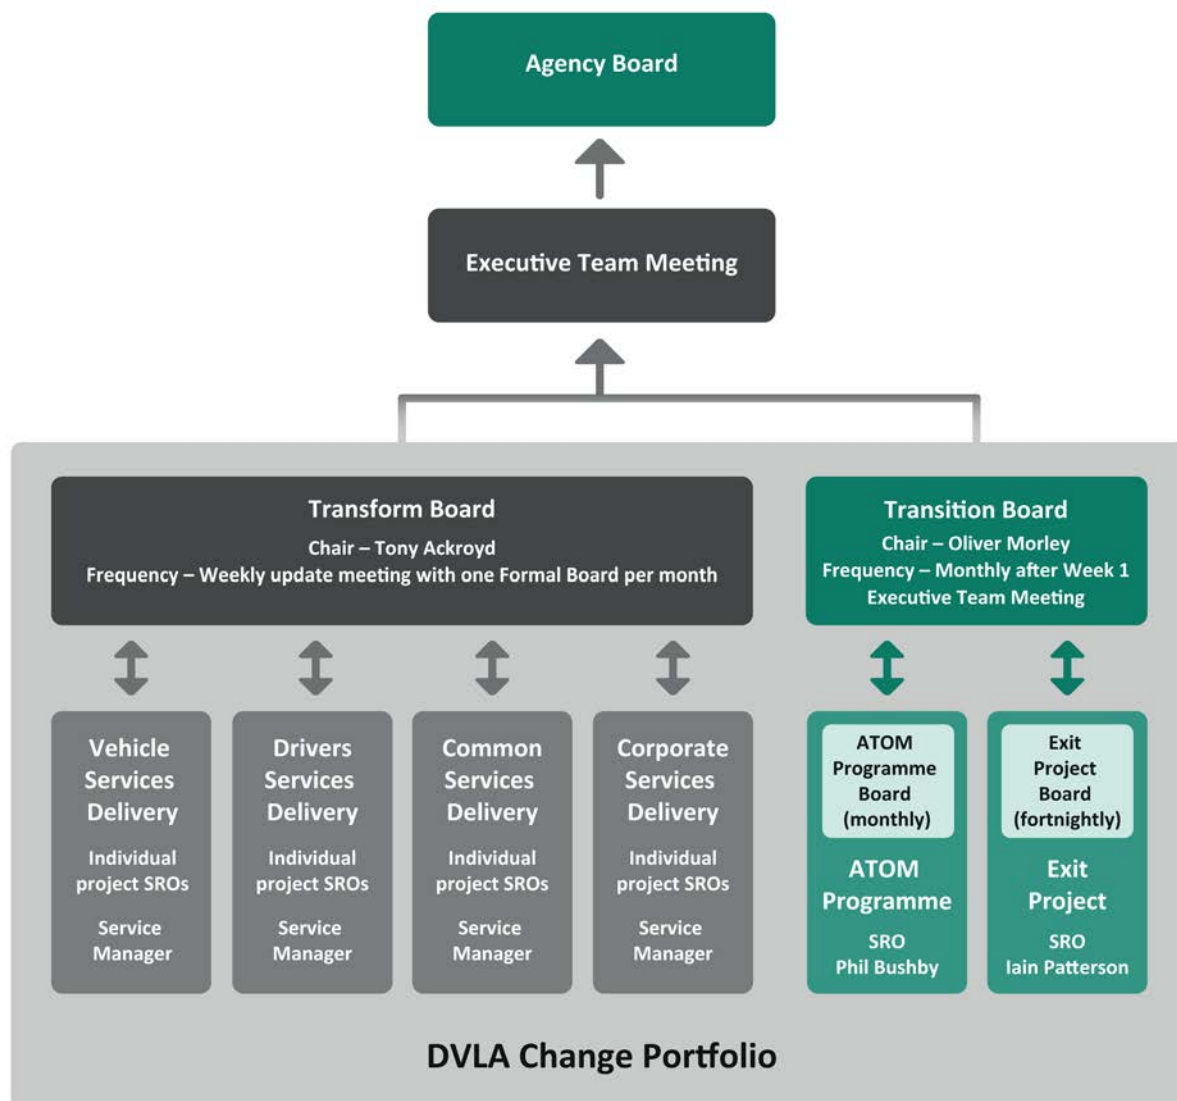 Agency Board
Executive Team Meeting
Transform Board
Chair – Tony Ackroyd
Frequency – Weekly update meeting with one Formal Board per month
Transition Board
Chair – Oliver Morley
Frequency – Monthly after Week 1
Executive Team Meeting
Vehicle
Services
Delivery
Individual
project SROs
Service
Manager
Drivers
Services
Delivery
Individual
project SROs
Service
Manager
Common
Services
Delivery
Individual
project SROs
Service
Manager
Corporate
Services
Delivery
Individual
project SROs
Service
Manager
ATOM
Programme
Board
(monthly)
ATOM
Programme
SRO
Phil Bushby
Exit
Project
Board
(fortnightly)
Exit
Project
SRO
Iain Patterson
DVLA Change Portfolio